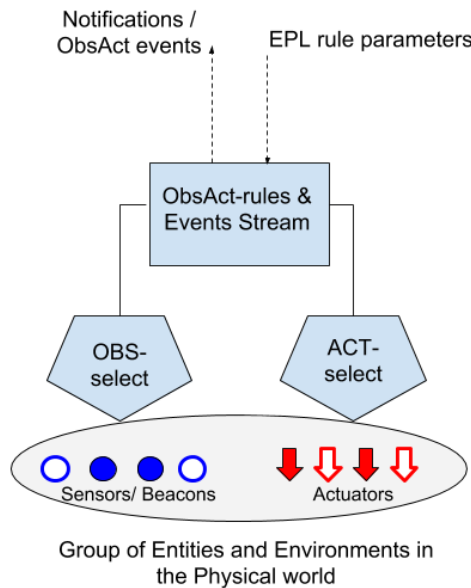 Notifications /
ObsAct events
EPL rule parameters
ObsAct-rules &
Events Stream
OBS-
select
ACT-
select
Sensors/ Beacons
Actuators
Group of Entities and Environments in
the Physical world